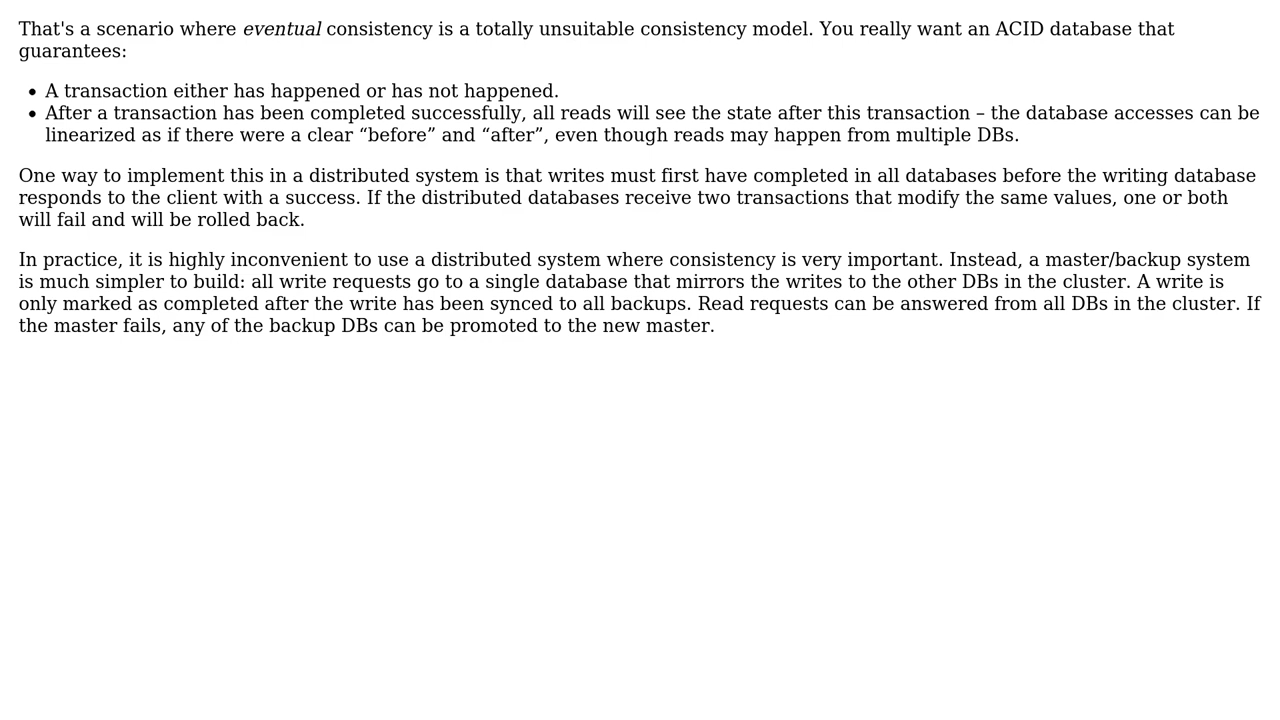 That's a scenario where eventual consistency is a totally unsuitable consistency model. You really want an ACID database that
guarantees:
• A transaction either has happened or has not happened.
• After a transaction has been completed successfully, all reads will see the state after this transaction – the database accesses can be
linearized as if there were a clear “before” and “after”, even though reads may happen from multiple DBs.
One way to implement this in a distributed system is that writes must first have completed in all databases before the writing database
responds to the client with a success. If the distributed databases receive two transactions that modify the same values, one or both
will fail and will be rolled back.
In practice, it is highly inconvenient to use a distributed system where consistency is very important. Instead, a master/backup system
is much simpler to build: all write requests go to a single database that mirrors the writes to the other DBs in the cluster. A write is
only marked as completed after the write has been synced to all backups. Read requests can be answered from all DBs in the cluster. If
the master fails, any of the backup DBs can be promoted to the new master.